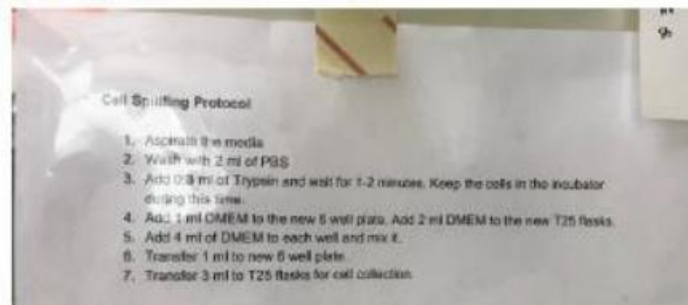 Cell Splitting Protocol
1. Aspirate the media
2. Wash with 2 ml of PBS
3. Add 0.8 ml of Trypsin and wait for 1-2 minutes. Keep the cells in the incubator
during this time.
4. Add 1 ml DMEM to the new 6 well plate. Add 2 ml DMEM to the new T25 flasks.
5. Add 4 ml of DMEM to each well and mix it.
6. Transfer 1 ml to new 6 well plate.
7. Transfer 3 ml to T25 flasks for cell collection.